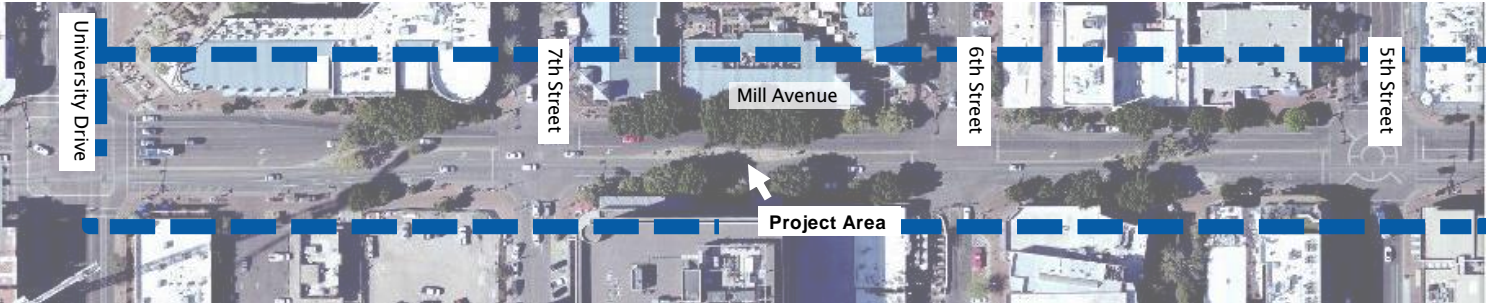 University Drive
7th Street
Mill Avenue
6th Street
5th Street
Project Area